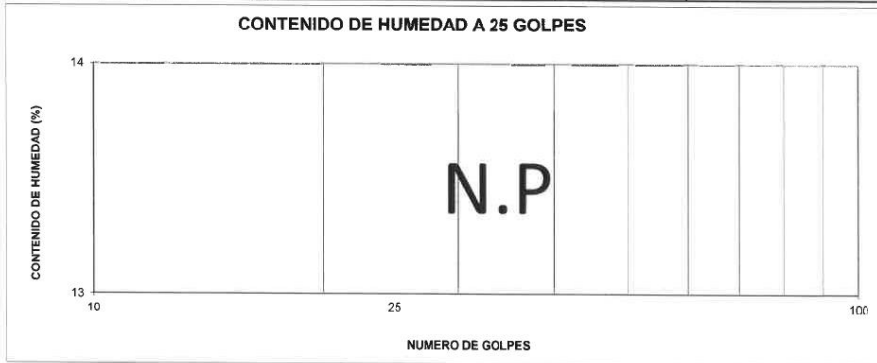 CONTENIDO DE HUMEDAD A 25 GOLPES
14
CONTENIDO DE HUMEDAD (%)
N.P
13
10
25
100
NUMERO DE GOLPES